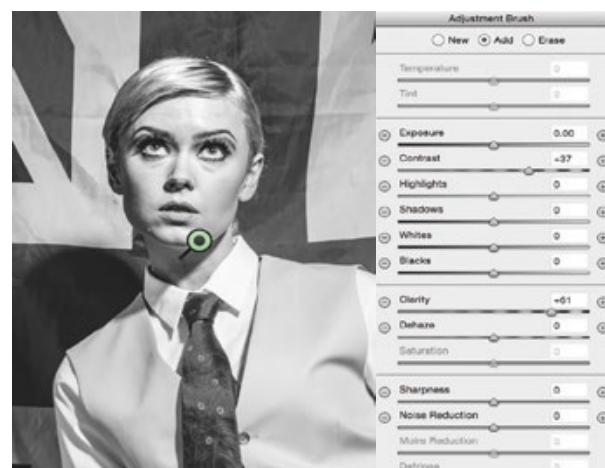 Adjustment Brush
New Add Erase
Temperature 0
Tint 0
Exposure 0.00
Contrast +37
Highlights 0
Shadows 0
Whites 0
Blacks 0
Clarity +61
Dehaze 0
Saturation 0
Sharpness 0
Noise Reduction 0
Moire Reduction 0
Defringe